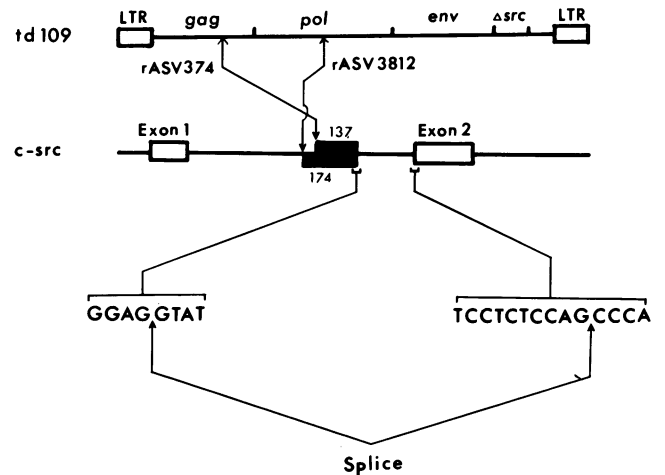 LTR gag pol env Δsrc LTR
td 109
rASV374 rASV3812
Exon 1 137 Exon 2
c-src
174
GGAGGTAT TCCTCTCCAGCCCA
Splice